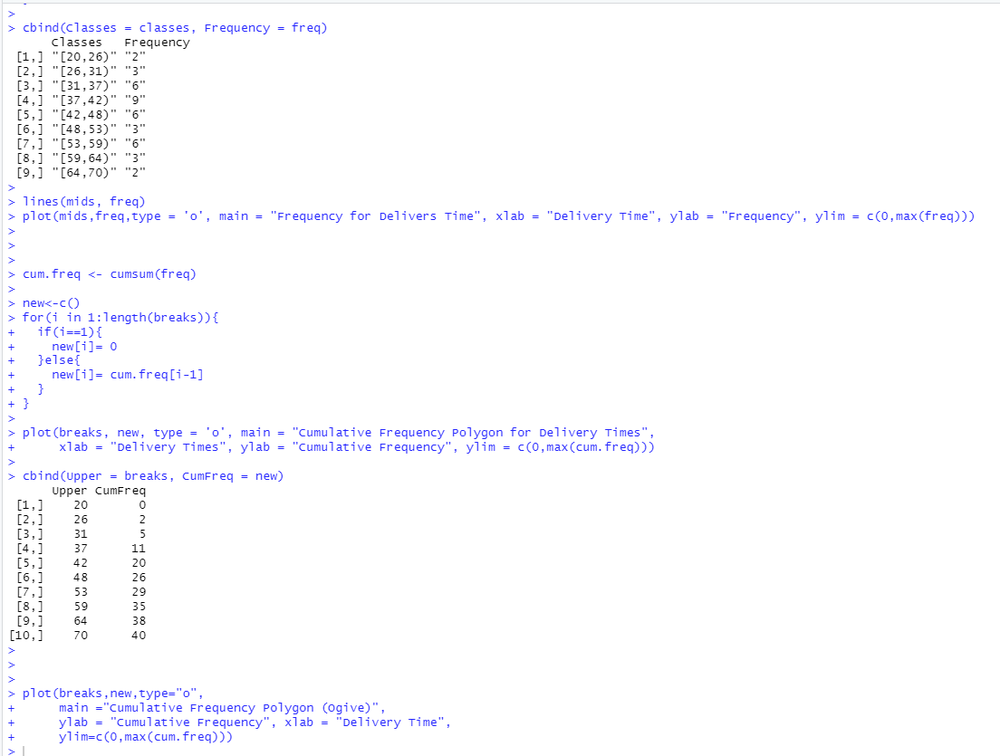 >
> cbind(Classes = classes, Frequency = freq)
      Classes   Frequency
 [1,] "[20,26)" "2"
 [2,] "[26,31)" "3"
 [3,] "[31,37)" "6"
 [4,] "[37,42)" "9"
 [5,] "[42,48)" "6"
 [6,] "[48,53)" "3"
 [7,] "[53,59)" "6"
 [8,] "[59,64)" "3"
 [9,] "[64,70)" "2"
>
> lines(mids, freq)
> plot(mids,freq,type = 'o', main = "Frequency for Delivers Time", xlab = "Delivery Time", ylab = "Frequency", ylim = c(0,max(freq)))
>
>
>
> cum.freq <- cumsum(freq)
>
> new<-c()
> for(i in 1:length(breaks)){
+   if(i==1){
+     new[i]= 0
+   }else{
+     new[i]= cum.freq[i-1]
+   }
+ }
>
> plot(breaks, new, type = 'o', main = "Cumulative Frequency Polygon for Delivery Times",
+      xlab = "Delivery Times", ylab = "Cumulative Frequency", ylim = c(0,max(cum.freq)))
>
> cbind(Upper = breaks, CumFreq = new)
      Upper CumFreq
 [1,]    20       0
 [2,]    26       2
 [3,]    31       5
 [4,]    37      11
 [5,]    42      20
 [6,]    48      26
 [7,]    53      29
 [8,]    59      35
 [9,]    64      38
[10,]    70      40
>
>
>
> plot(breaks,new,type="o",
+      main ="Cumulative Frequency Polygon (Ogive)",
+      ylab = "Cumulative Frequency", xlab = "Delivery Time",
+      ylim=c(0,max(cum.freq)))
>